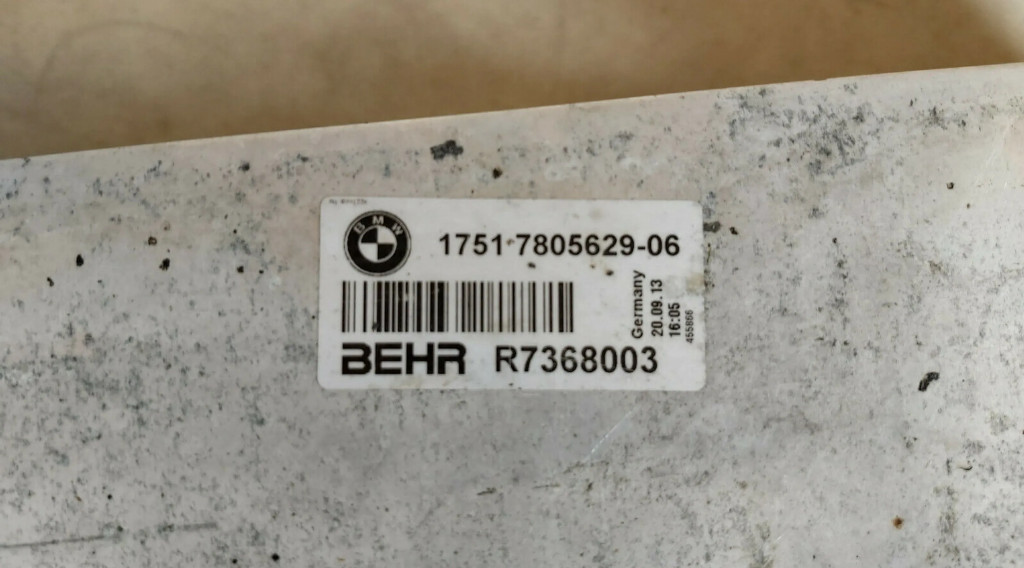 BMW
1751 7805629-06
Germany
20.09.13
16:05
455866
BEHR R7368003